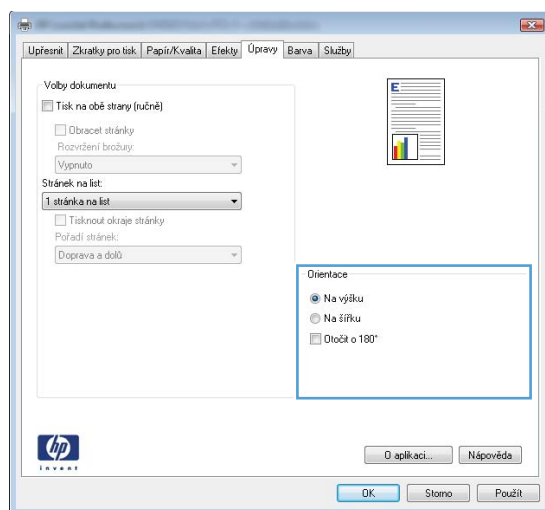 Upřesnit Zkratky pro tisk Papír/Kvalita Efekty Úpravy Barva Služby
Volby dokumentu
Tisk na obě strany (ručně)
Obracet stránky
Rozvržení brožury:
Vypnuto
Stránek na list:
1 stránka na list
Tisknout okraje stránky
Pořadí stránek:
Doprava a dolů
E
Orientace
Na výšku
Na šířku
Otočit o 180°
hp
invent
O aplikaci... Nápověda
OK Storno Použít